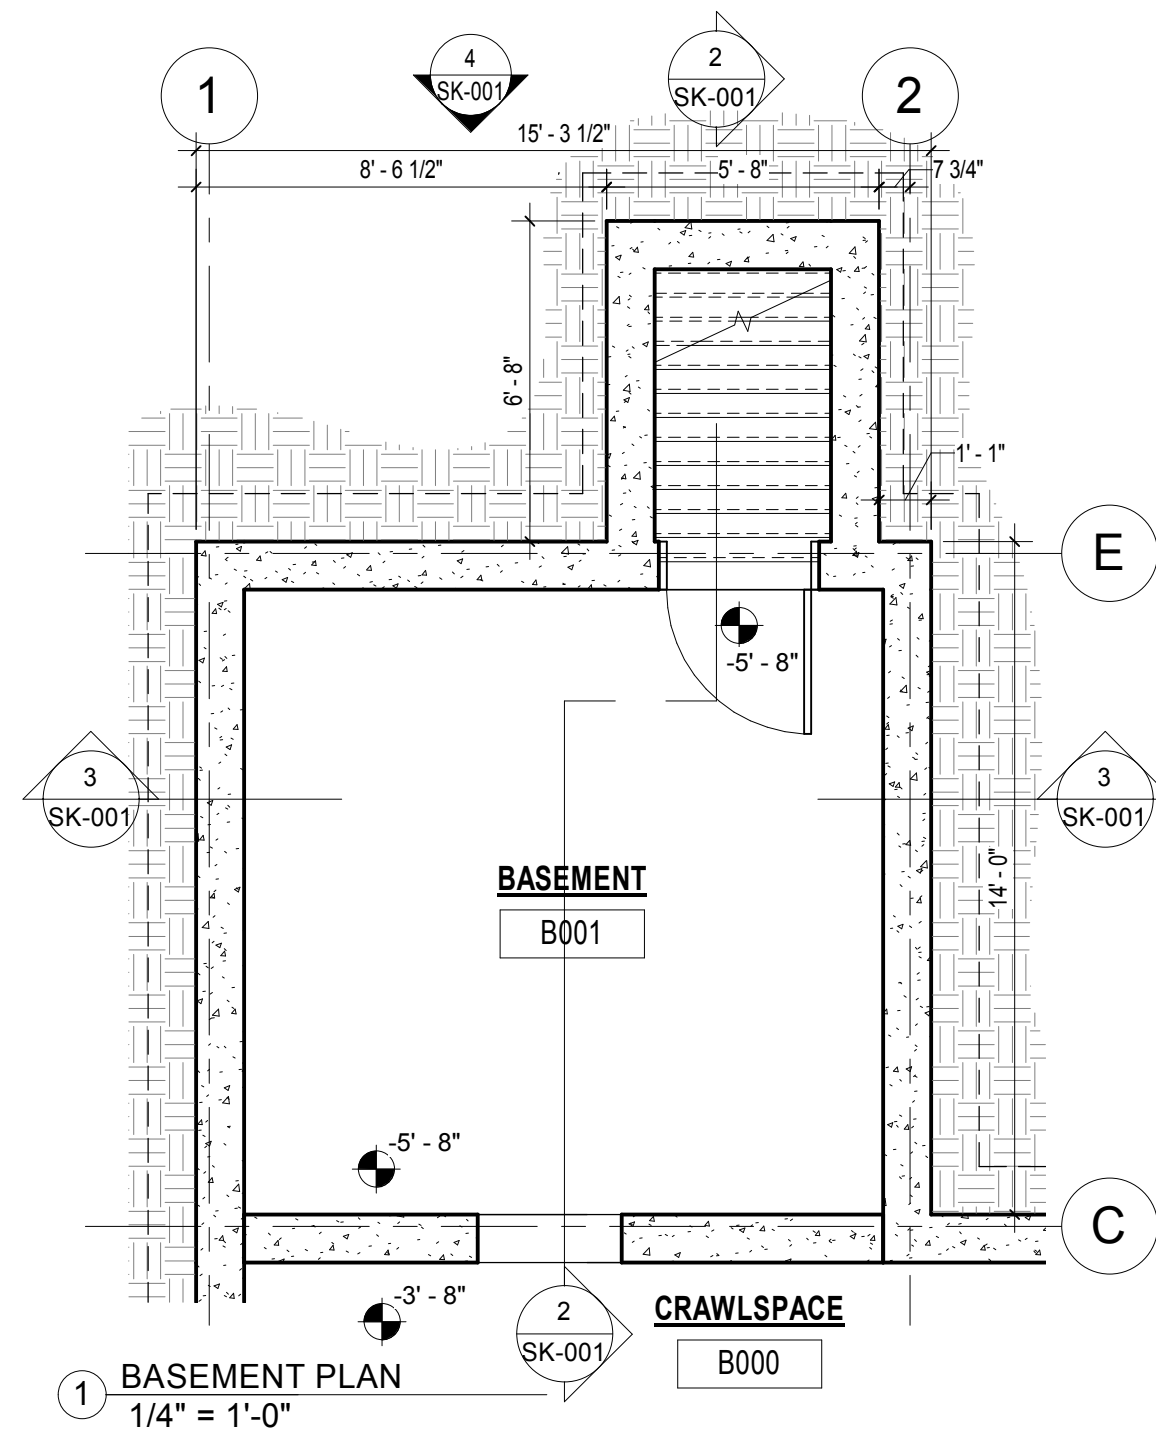 1
4
SK-001
2
SK-001
2
15' - 3 1/2"
8' - 6 1/2"
5' - 8"
7 3/4"
6' - 8"
1' - 1"
E
-5' - 8"
3
SK-001
3
SK-001
14' - 0"
BASEMENT
B001
-5' - 8"
C
-3' - 8"
2
SK-001
CRAWLSPACE
B000
1
BASEMENT PLAN
1/4" = 1'-0"